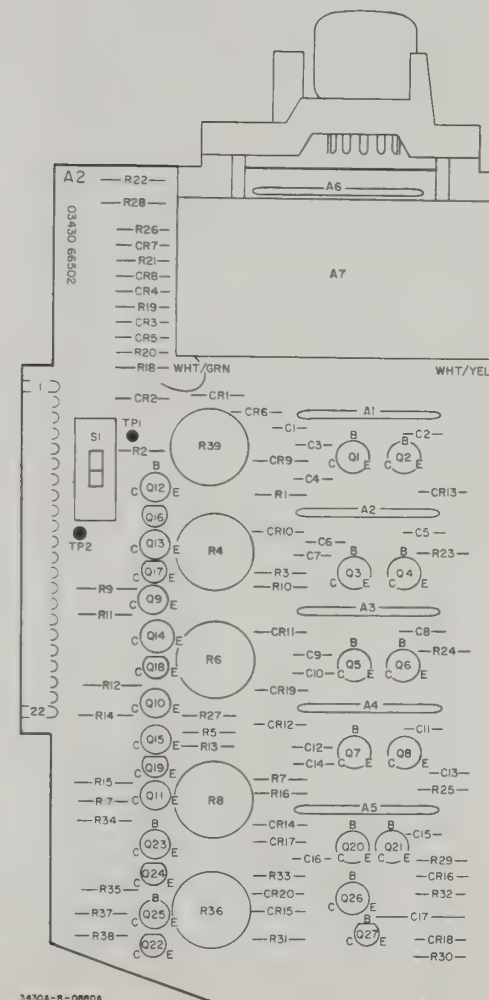 A2
R22
A6
R28
03430 66502
R26
CR7
R21
CR8
A7
CR4
R19
CR3
CR5
R20
R18 WHT/GRN WHT/YEL
1
CR2 CR1
CR6 A1
TP1 C1 C2
S1 C3 B B
R2 R39 Q1 Q2
B CR9 C E C E
C Q12 E C4
R1 CR13
Q16
A2
TP2 CR10 C5
C Q13 E R4 C6
C7 B B R23
Q17 R3 Q3 Q4
R9 R10 C E C E
C Q9 E
R11 A3
CR11 C8
C Q14 E B B
C9 R24
R6 Q5 Q6
Q18 C10 C E C E
R12 CR19
C Q10 E A4
22 R14 R27
CR12 C11
R5 B B
C Q15 E C12
R13 Q7 Q8
C14 C E C E
Q19 R7 C13
R15 R16 R25
C Q11 E R8
R 7 A5
R34 CR14 B B
B C15
CR17 Q20 Q21
C Q23 E C16 C E C E
R29
Q24 R33 B CR16
R35 CR20 R32
B Q26
R37 C Q25 E R36 CR15 C E C17
B
R38 Q27 CR18
C Q22 E R31 C E
R30
3430A-B-0880A